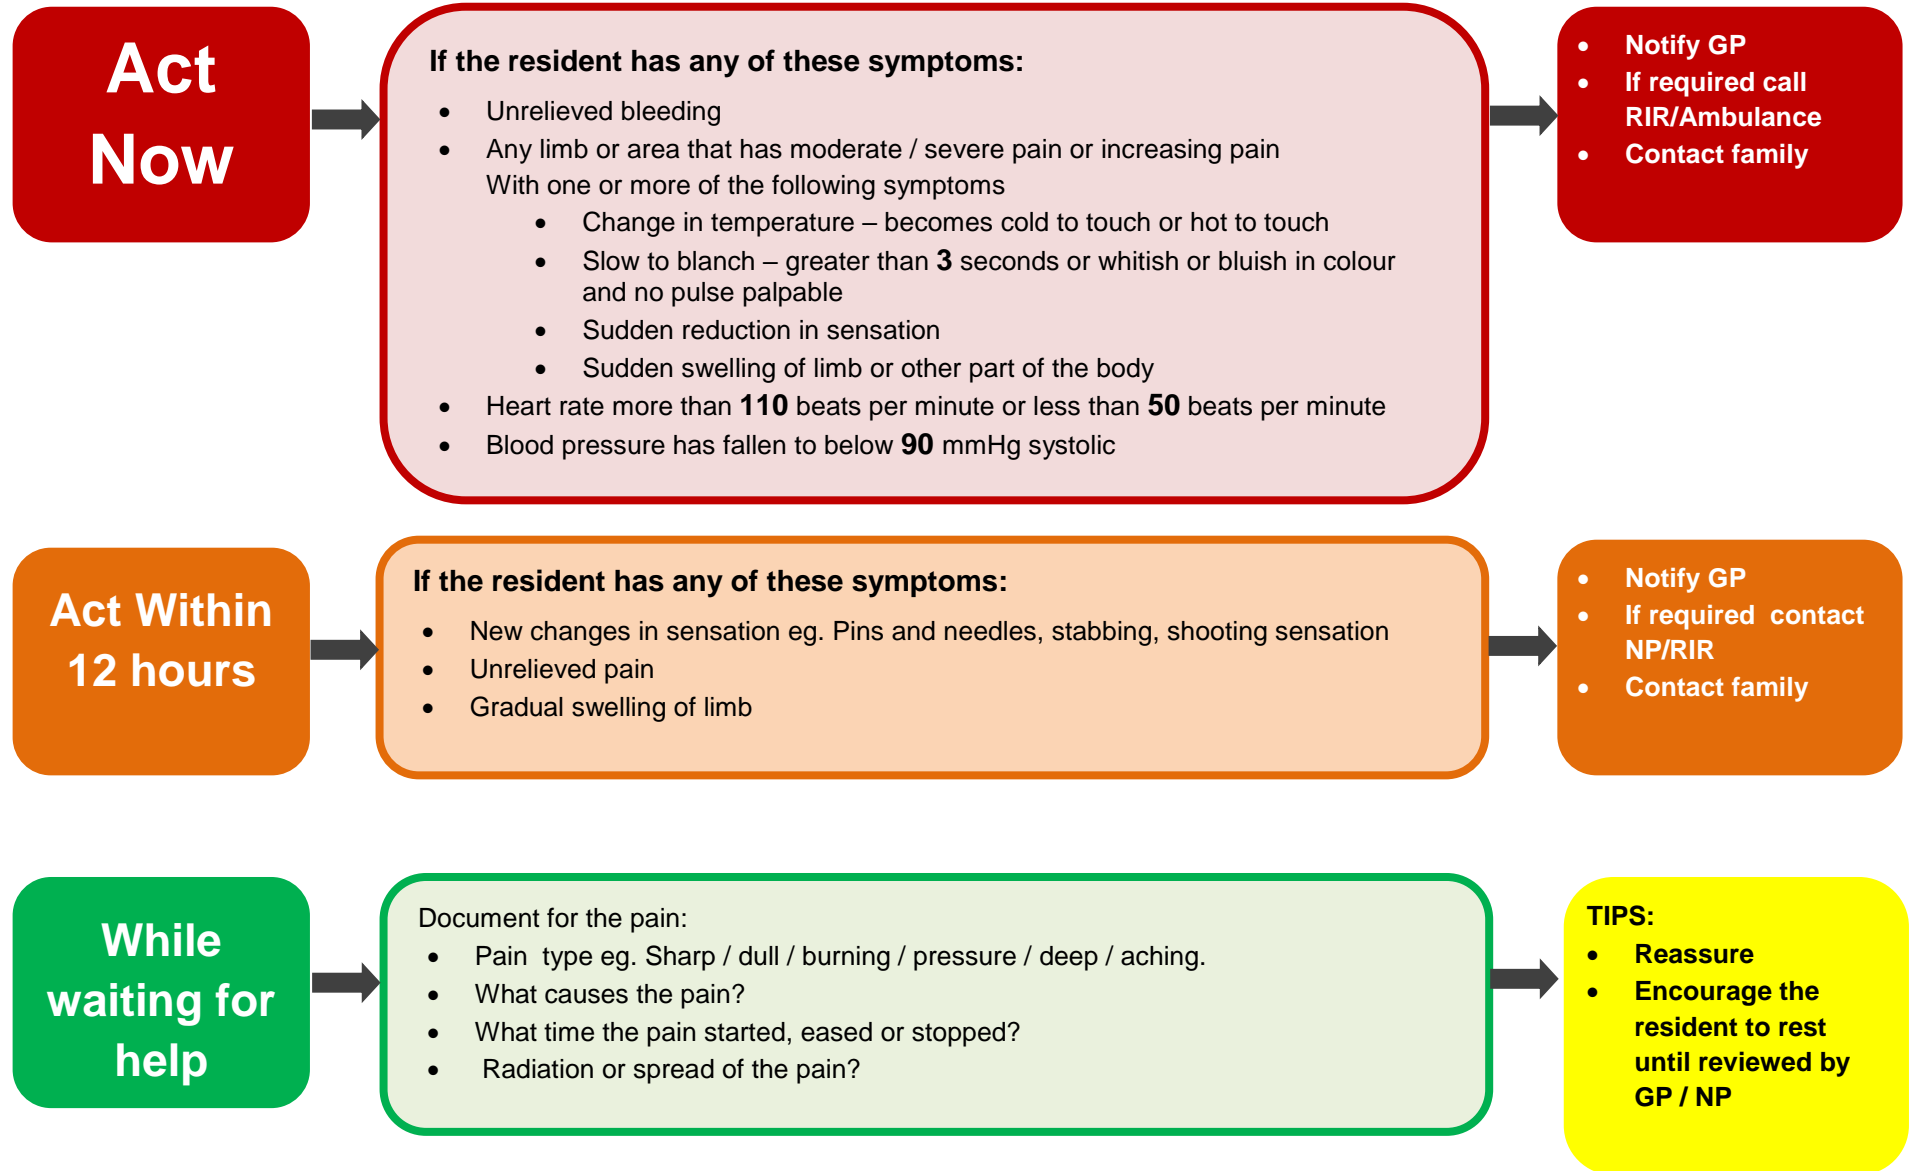 Act
Now
If the resident has any of these symptoms:
• Unrelieved bleeding
• Any limb or area that has moderate / severe pain or increasing pain
With one or more of the following symptoms
• Change in temperature – becomes cold to touch or hot to touch
• Slow to blanch – greater than 3 seconds or whitish or bluish in colour
and no pulse palpable
• Sudden reduction in sensation
• Sudden swelling of limb or other part of the body
• Heart rate more than 110 beats per minute or less than 50 beats per minute
• Blood pressure has fallen to below 90 mmHg systolic
• Notify GP
• If required call
RIR/Ambulance
• Contact family
Act Within
12 hours
If the resident has any of these symptoms:
• New changes in sensation eg. Pins and needles, stabbing, shooting sensation
• Unrelieved pain
• Gradual swelling of limb
• Notify GP
• If required contact
NP/RIR
• Contact family
While
waiting for
help
Document for the pain:
• Pain type eg. Sharp / dull / burning / pressure / deep / aching.
• What causes the pain?
• What time the pain started, eased or stopped?
• Radiation or spread of the pain?
TIPS:
• Reassure
• Encourage the
resident to rest
until reviewed by
GP / NP